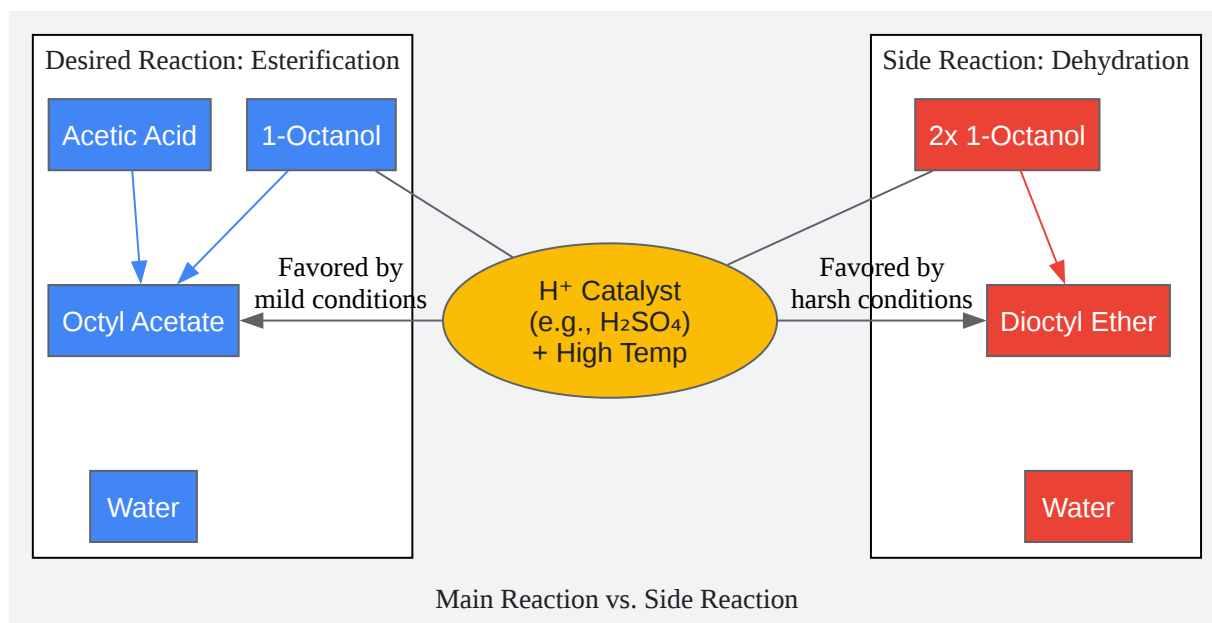 Desired Reaction: Esterification
Acetic Acid
1-Octanol
Octyl Acetate
Water
Favored by
mild conditions
H⁺ Catalyst
(e.g., H₂SO₄)
+ High Temp
Favored by
harsh conditions
Side Reaction: Dehydration
2x 1-Octanol
Dioctyl Ether
Water
Main Reaction vs. Side Reaction